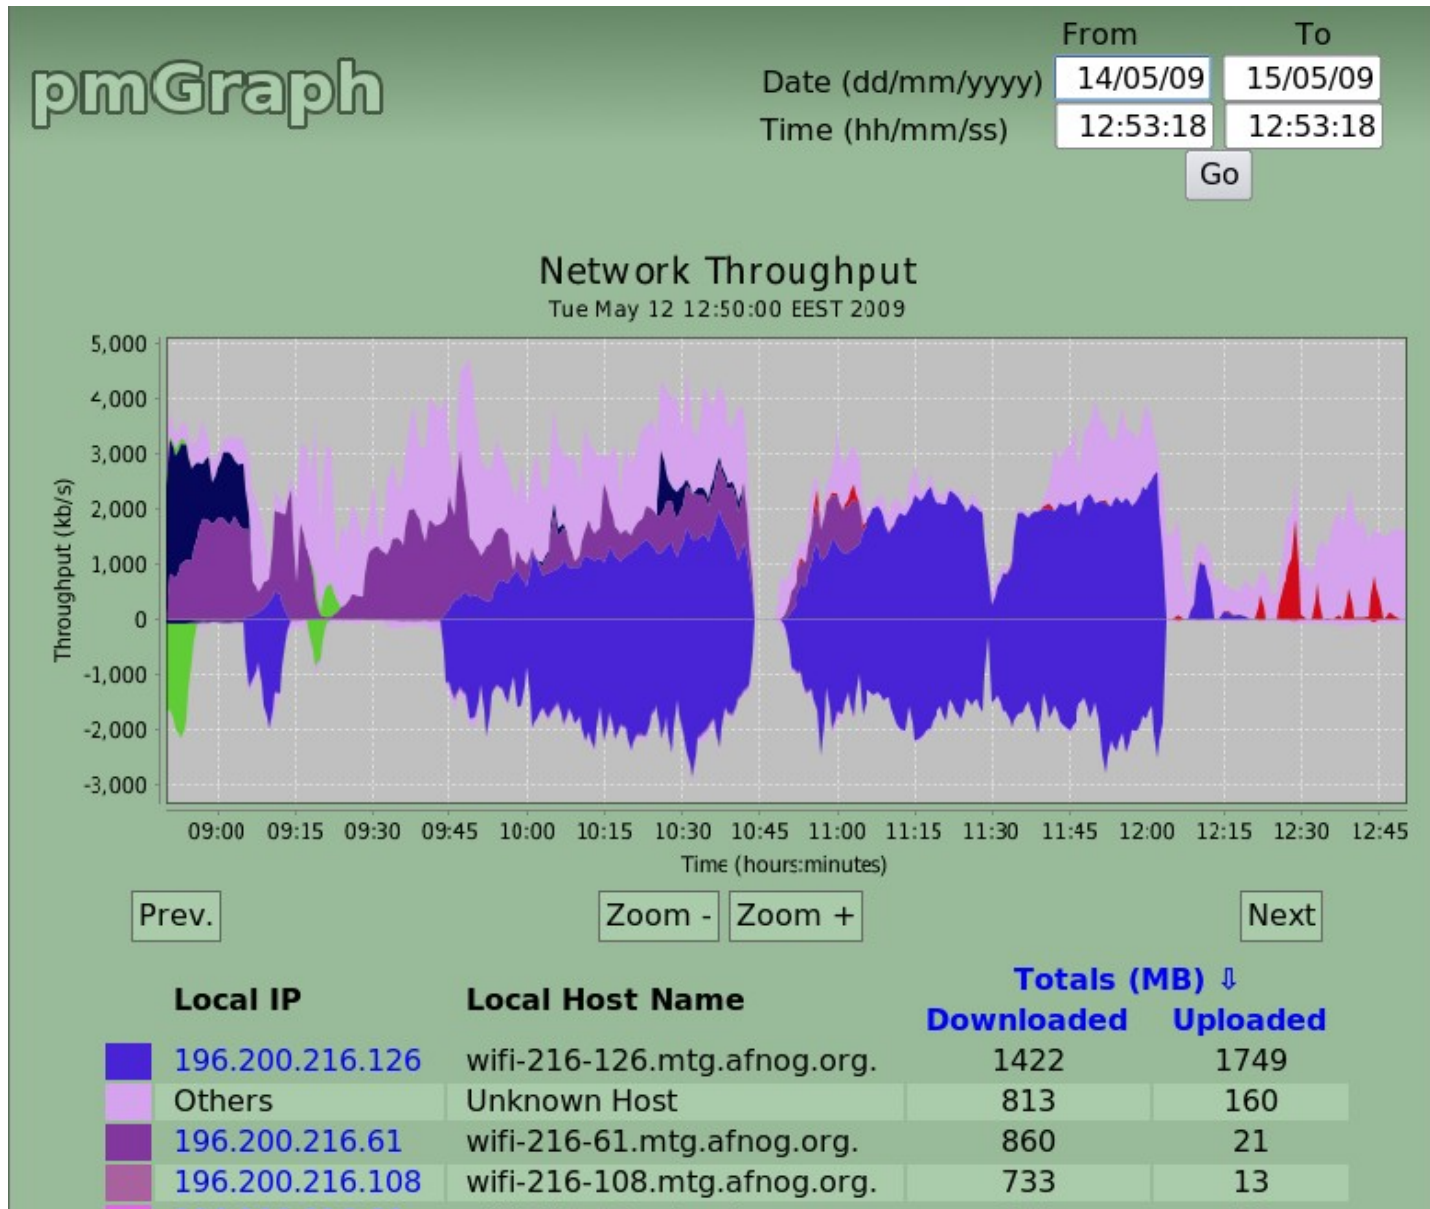 pmGraph
From To
Date (dd/mm/yyyy) 14/05/09 15/05/09
Time (hh/mm/ss) 12:53:18 12:53:18
Go
Network Throughput
Tue May 12 12:50:00 EEST 2009
Throughput (kb/s)
5,000
4,000
3,000
2,000
1,000
0
-1,000
-2,000
-3,000
09:00 09:15 09:30 09:45 10:00 10:15 10:30 10:45 11:00 11:15 11:30 11:45 12:00 12:15 12:30 12:45
Time (hours:minutes)
Prev. Zoom - Zoom + Next
Totals (MB) ⇩
Local IP Local Host Name Downloaded Uploaded
196.200.216.126 wifi-216-126.mtg.afnog.org. 1422 1749
Others Unknown Host 813 160
196.200.216.61 wifi-216-61.mtg.afnog.org. 860 21
196.200.216.108 wifi-216-108.mtg.afnog.org. 733 13